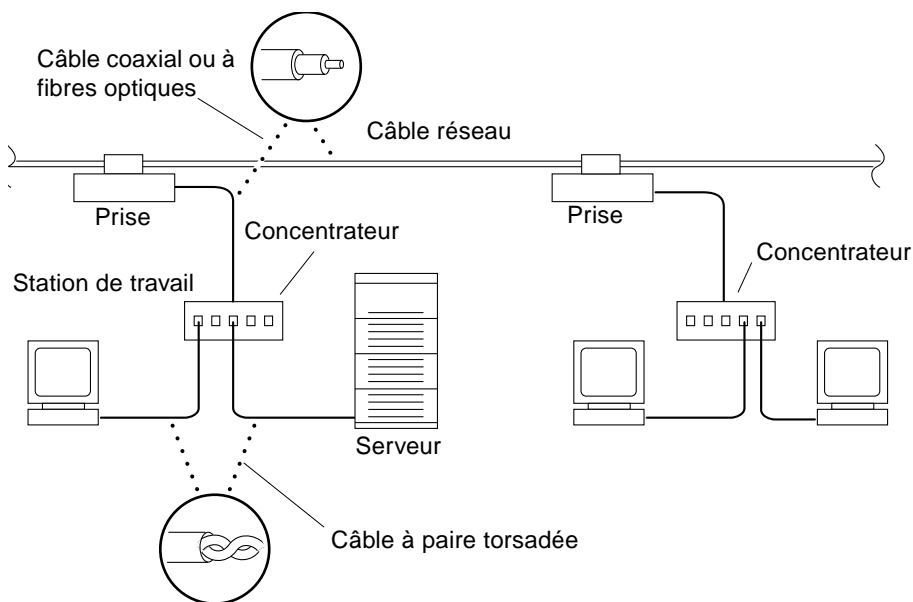 Câble coaxial ou à
fibres optiques
Câble réseau
Prise
Prise
Concentrateur
Concentrateur
Station de travail
Serveur
Câble à paire torsadée